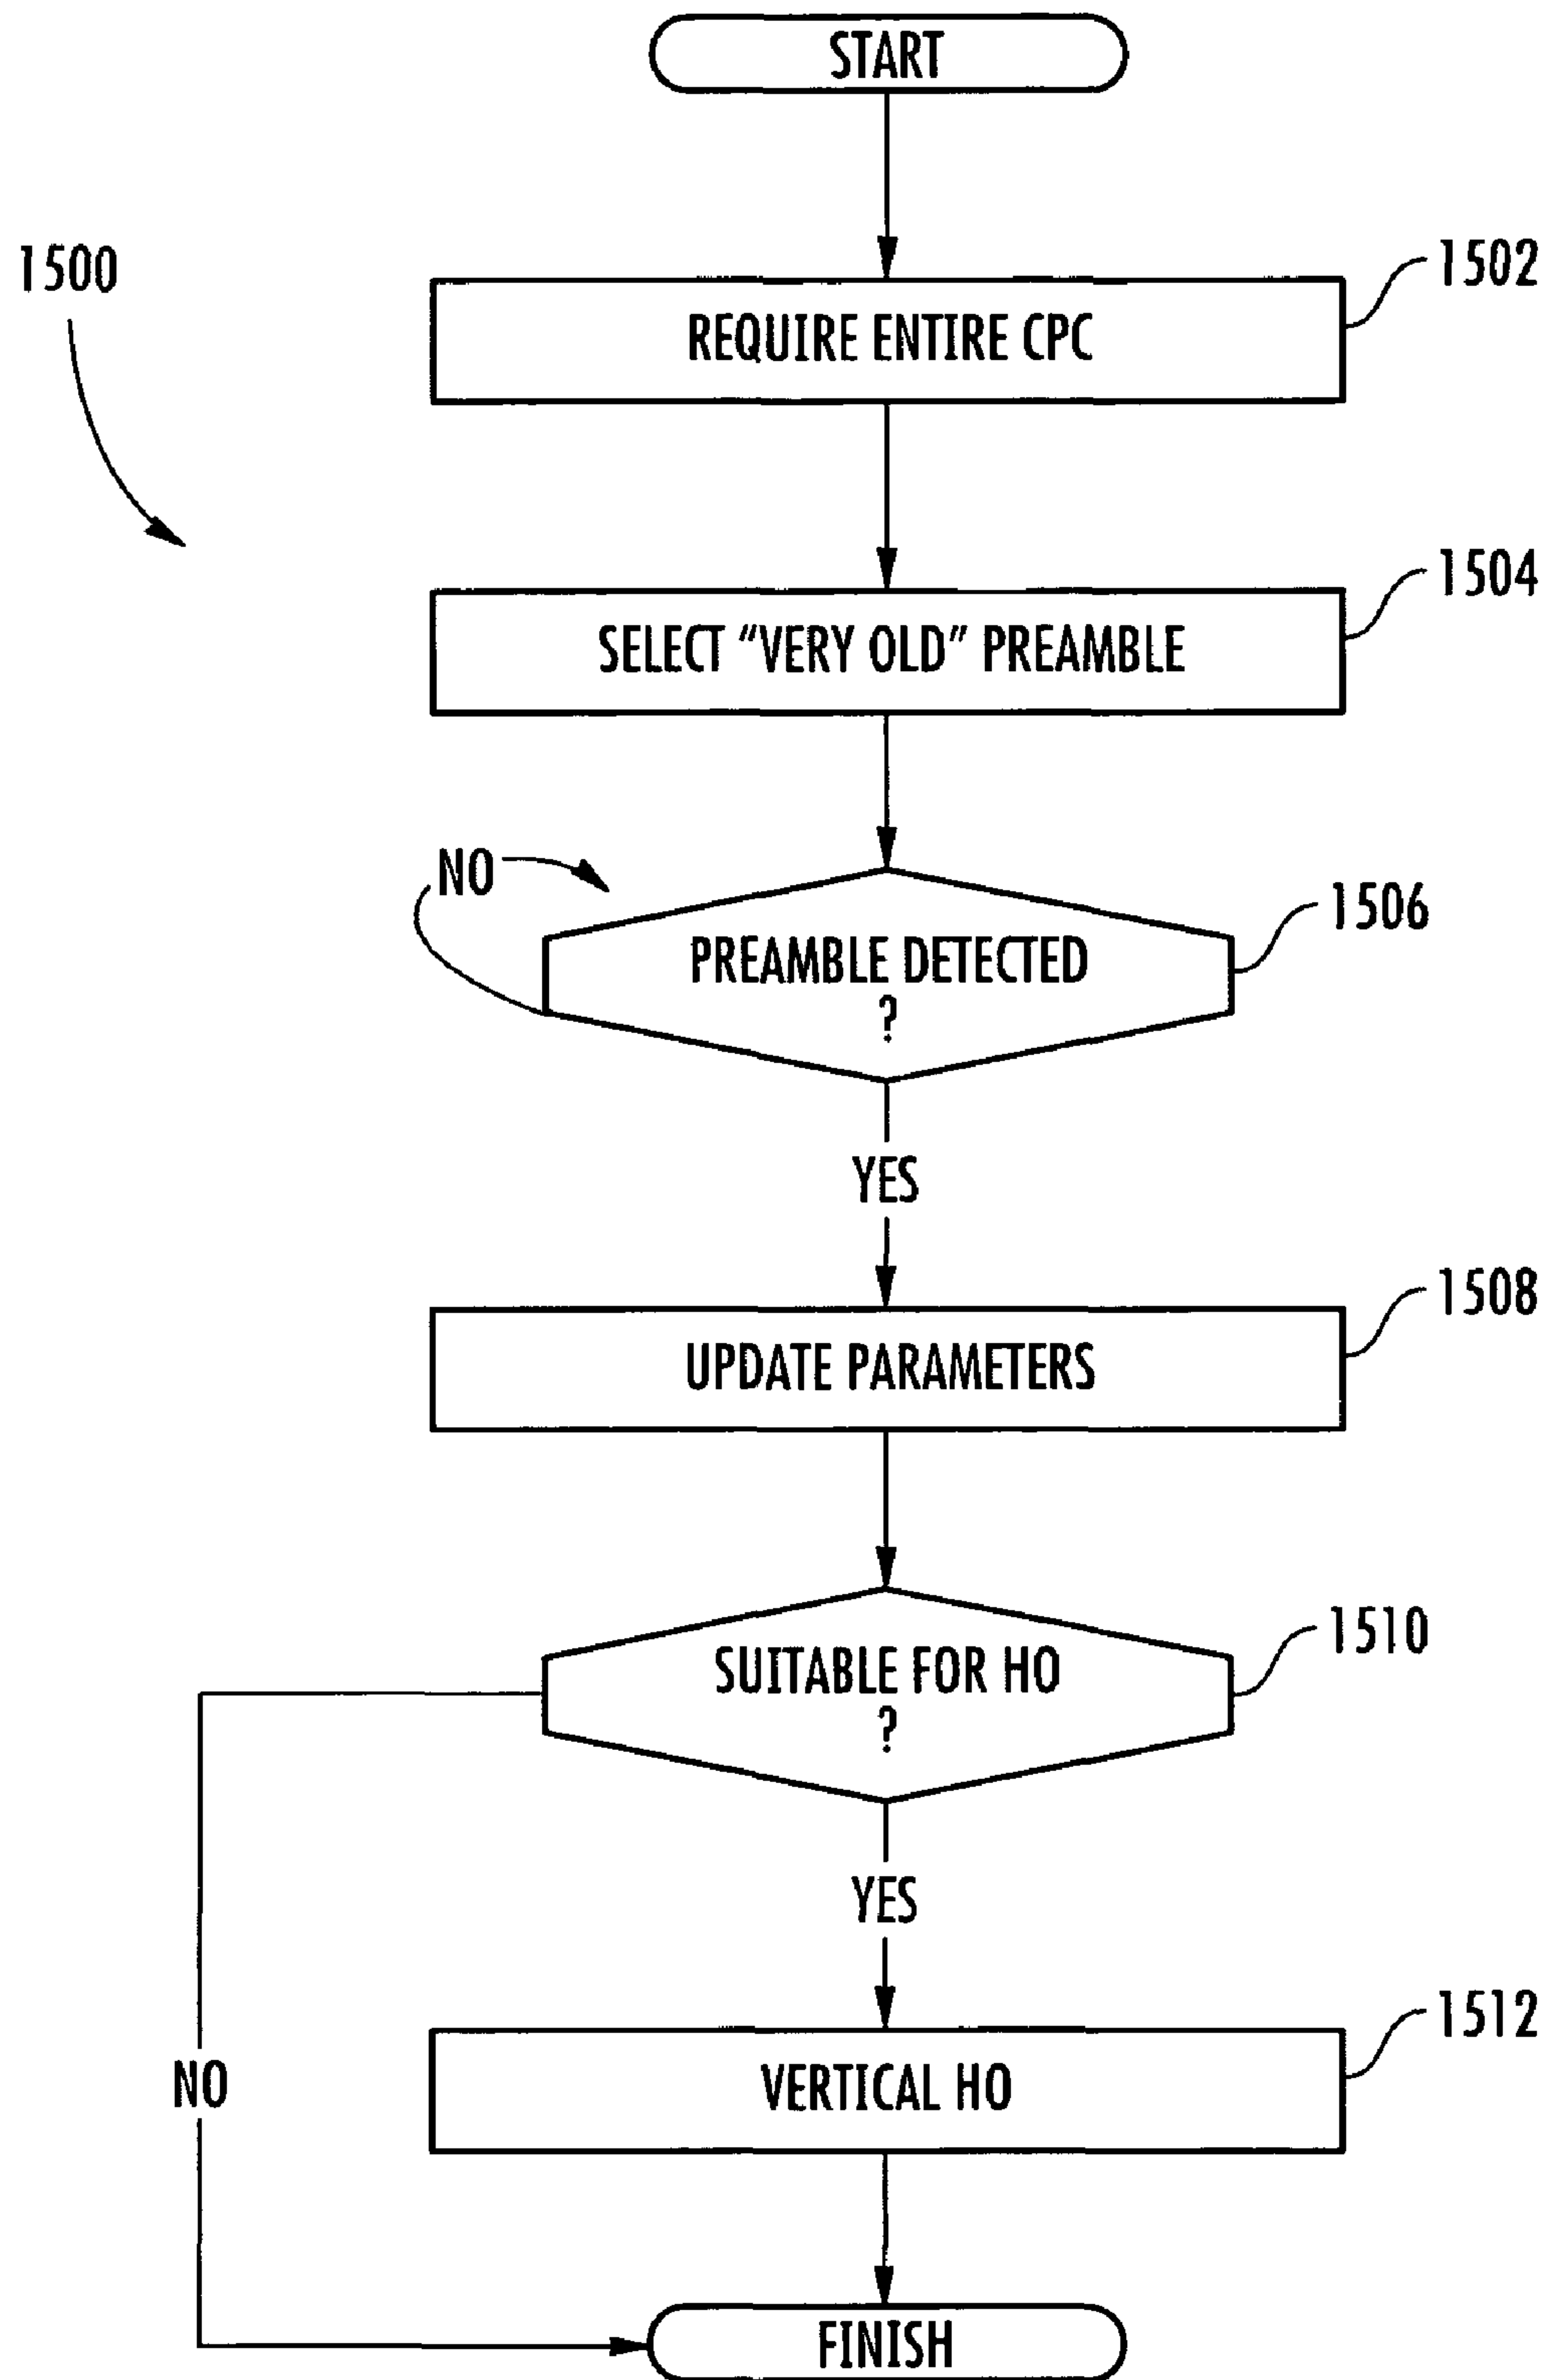 START
1500
1502
REQUIRE ENTIRE CPC
1504
SELECT “VERY OLD” PREAMBLE
NO
1506
PREAMBLE DETECTED
?
YES
1508
UPDATE PARAMETERS
1510
SUITABLE FOR HO
?
YES
1512
VERTICAL HO
NO
FINISH